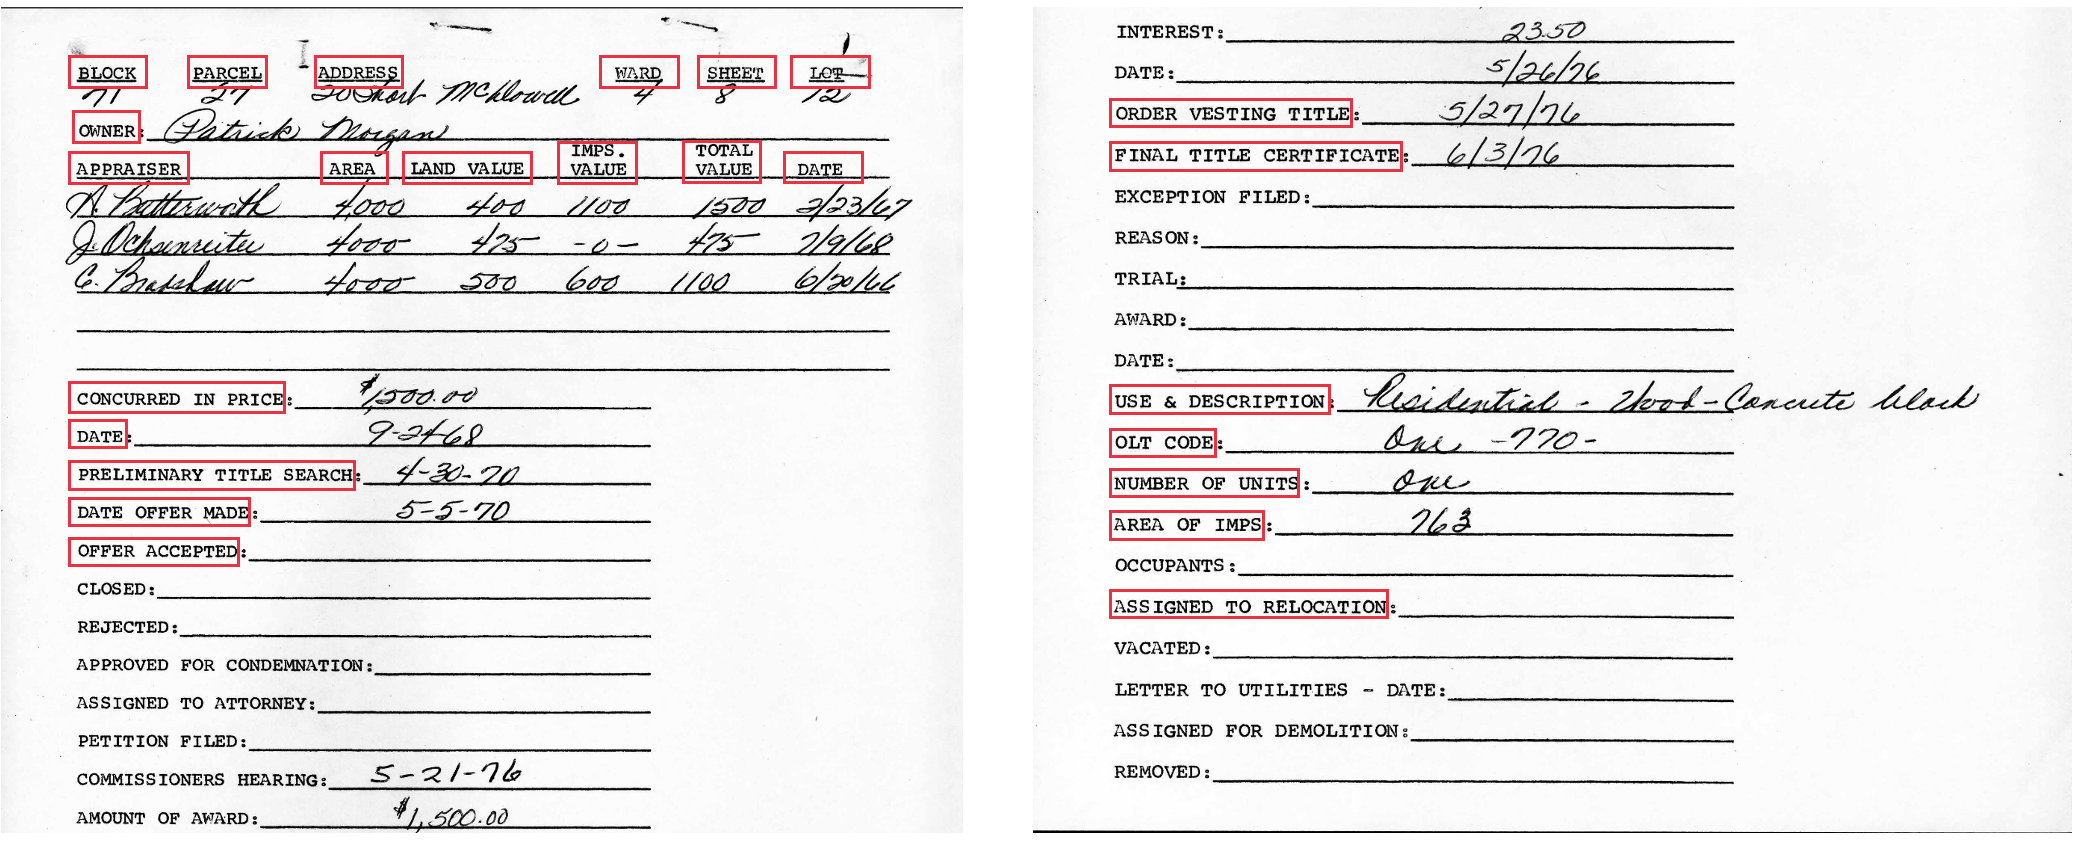 BLOCK PARCEL ADDRESS WARD SHEET LOT
71 27 20 Short McDowell 4 8 12
OWNER: Patrick Morgan
APPRAISER AREA LAND VALUE IMPS. VALUE TOTAL VALUE DATE
A. Butterworth 4,000 400 1100 1500 2/23/67
J. Ochsenreiter 4000 475 -0- 475 7/9/68
C. Bradshaw 4000 500 600 1100 6/20/66
CONCURRED IN PRICE: $1,500.00
DATE: 9-24-68
PRELIMINARY TITLE SEARCH: 4-30-70
DATE OFFER MADE: 5-5-70
OFFER ACCEPTED:
CLOSED:
REJECTED:
APPROVED FOR CONDEMNATION:
ASSIGNED TO ATTORNEY:
PETITION FILED:
COMMISSIONERS HEARING: 5-21-76
AMOUNT OF AWARD: $1,500.00
INTEREST: 23.50
DATE: 5/26/76
ORDER VESTING TITLE: 5/27/76
FINAL TITLE CERTIFICATE: 6/3/76
EXCEPTION FILED:
REASON:
TRIAL:
AWARD:
DATE:
USE & DESCRIPTION: Residential - Wood - Concrete block
OLT CODE: One -770-
NUMBER OF UNITS: One
AREA OF IMPS: 763
OCCUPANTS:
ASSIGNED TO RELOCATION:
VACATED:
LETTER TO UTILITIES - DATE:
ASSIGNED FOR DEMOLITION:
REMOVED: